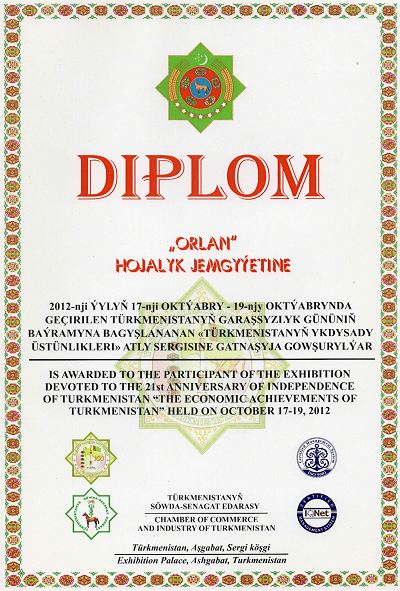 DIPLOM
„ORLAN"
HOJALYK JEMGYÝETINE
2012-nji ÝYLYŇ 17-nji OKTÝABRY - 19-njy OKTÝABRYNDA
GEÇIRILEN TÜRKMENISTANYŇ GARAŞSYZLYK GÜNÜNIŇ
BAÝRAMYNA BAGYŞLANANAN «TÜRKMENISTANYŇ YKDYSADY
ÜSTÜNLIKLERI» ATLY SERGISINE GATNAŞYJA GOWŞURYLÝAR
IS AWARDED TO THE PARTICIPANT OF THE EXHIBITION
DEVOTED TO THE 21st ANNIVERSARY OF INDEPENDENCE
OF TURKMENISTAN "THE ECONOMIC ACHIEVEMENTS OF
TURKMENISTAN" HELD ON OCTOBER 17-19, 2012
TÜRKMENISTANYŇ
SÖWDA-SENAGAT EDARASY
CHAMBER OF COMMERCE
AND INDUSTRY OF TURKMENISTAN
IQNet
Türkmenistan, Aşgabat, Sergi köşgi
Exhibition Palace, Ashgabat, Turkmenistan